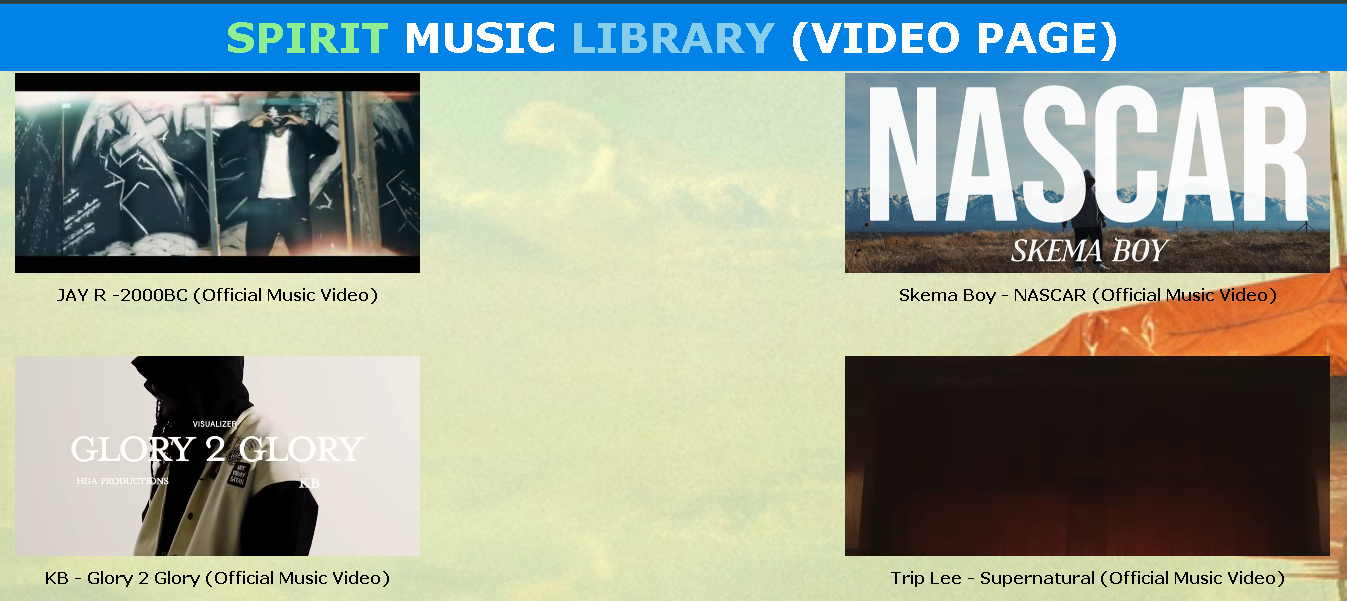 SPIRIT MUSIC LIBRARY (VIDEO PAGE)
NASCAR
SKEMA BOY
JAY R -2000BC (Official Music Video)
Skema Boy - NASCAR (Official Music Video)
VISUALIZER
GLORY 2 GLORY
HGA PRODUCTIONS
KB
KB - Glory 2 Glory (Official Music Video)
Trip Lee - Supernatural (Official Music Video)